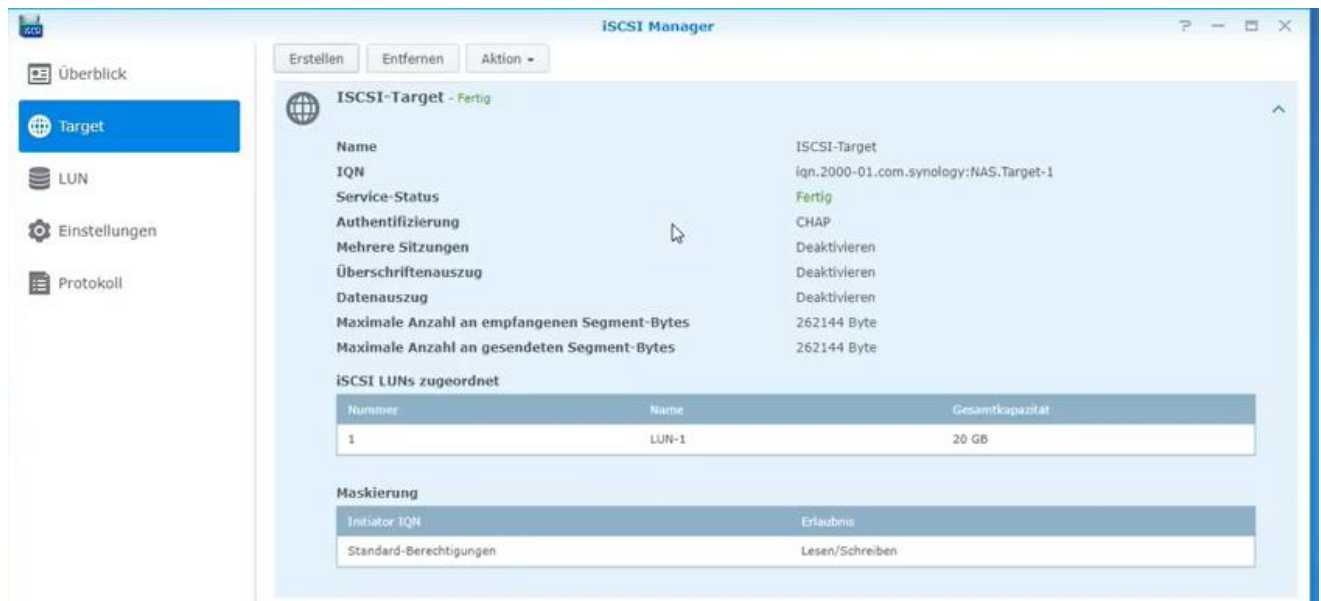 iSCSI Manager
Erstellen Entfernen Aktion
Überblick
Target
LUN
Einstellungen
Protokoll
ISCSI-Target - Fertig
Name ISCSI-Target
IQN iqn.2000-01.com.synology:NAS.Target-1
Service-Status Fertig
Authentifizierung CHAP
Mehrere Sitzungen Deaktivieren
Überschriftenauszug Deaktivieren
Datenauszug Deaktivieren
Maximale Anzahl an empfangenen Segment-Bytes 262144 Byte
Maximale Anzahl an gesendeten Segment-Bytes 262144 Byte
iSCSI LUNs zugeordnet
Nummer Name Gesamtkapazität
1 LUN-1 20 GB
Maskierung
Initiator IQN Erlaubnis
Standard-Berechtigungen Lesen/Schreiben